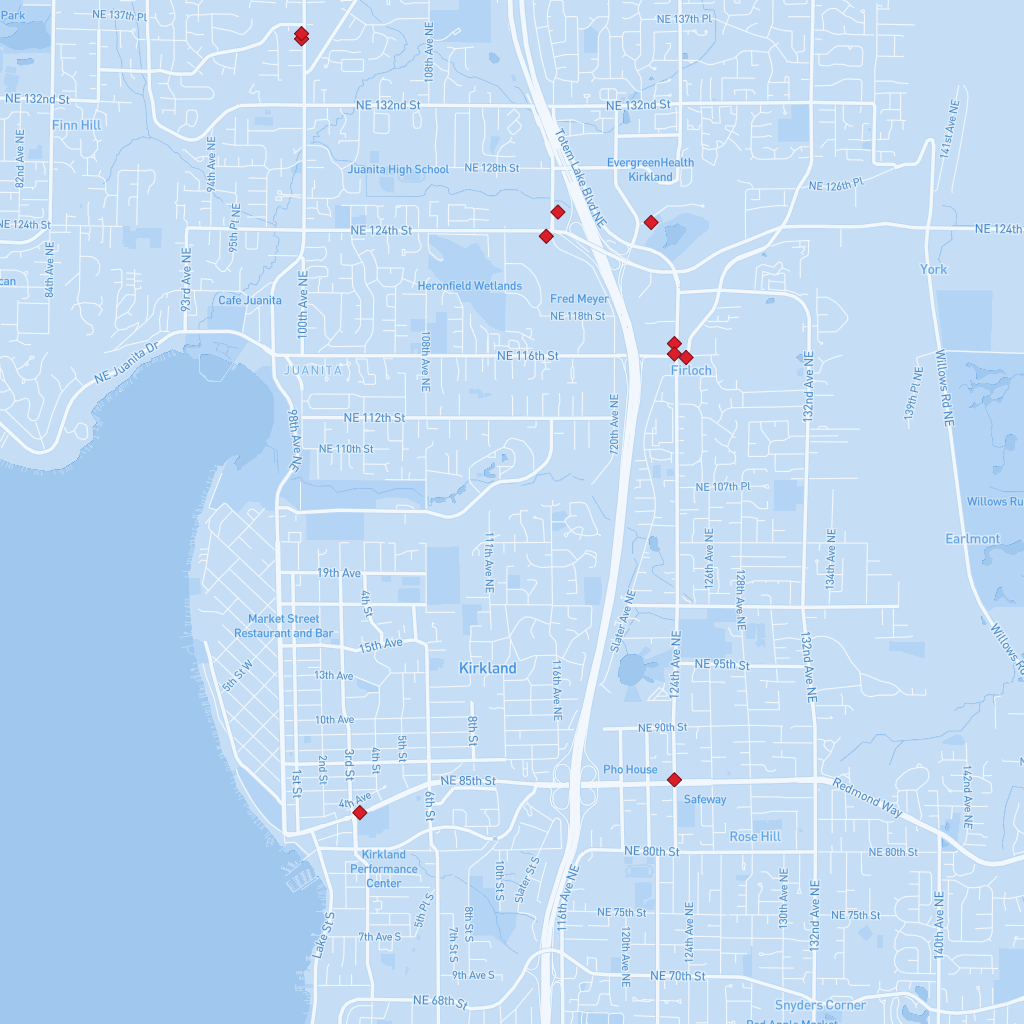 Park
NE 137th Pl
108th Ave NE
NE 137th Pl
NE 132nd St
NE 132nd St
NE 132nd St
141st Ave NE
Finn Hill
82nd Ave NE
94th Ave NE
Juanita High School
NE 128th St
Totem Lake Blvd NE
EvergreenHealth
Kirkland
NE 126th Pl
NE 124th St
95th Pl NE
NE 124th St
NE 124th
84th Ave NE
93rd Ave NE
York
can
Heronfield Wetlands
Cafe Juanita
100th Ave NE
Fred Meyer
NE 118th St
NE Juanita Dr
108th Ave NE
NE 116th St
JUANITA
Firloch
132nd Ave NE
139th Pl NE
Willows Rd NE
98th Ave NE
NE 112th St
720th Ave NE
NE 110th St
NE 107th Pl
Willows Ru
Earlmont
117th Ave NE
126th Ave NE
134th Ave NE
128th Ave NE
19th Ave
4th St
Slater Ave NE
Market Street
Restaurant and Bar
15th Ave
Willows Rd
5th St W
Kirkland
116th Ave NE
124th Ave NE
NE 95th St
132nd Ave NE
13th Ave
10th Ave
8th St
NE 90th St
1st St
2nd St
3rd St
4th St
5th St
Pho House
NE 85th St
Safeway
Redmond Way
142nd Ave NE
4th Ave
6th St
Rose Hill
NE 80th St
NE 80th St
Kirkland
Performance
Center
10th St S
Slater St S
116th Ave NE
130th Ave NE
132nd Ave NE
140th Ave NE
Lake St S
5th Pl S
7th Ave S
7th St S
8th St S
NE 75th St
NE 75th St
120th Ave NE
124th Ave NE
9th Ave S
NE 70th St
NE 68th St
Snyders Corner
Red Apple Market